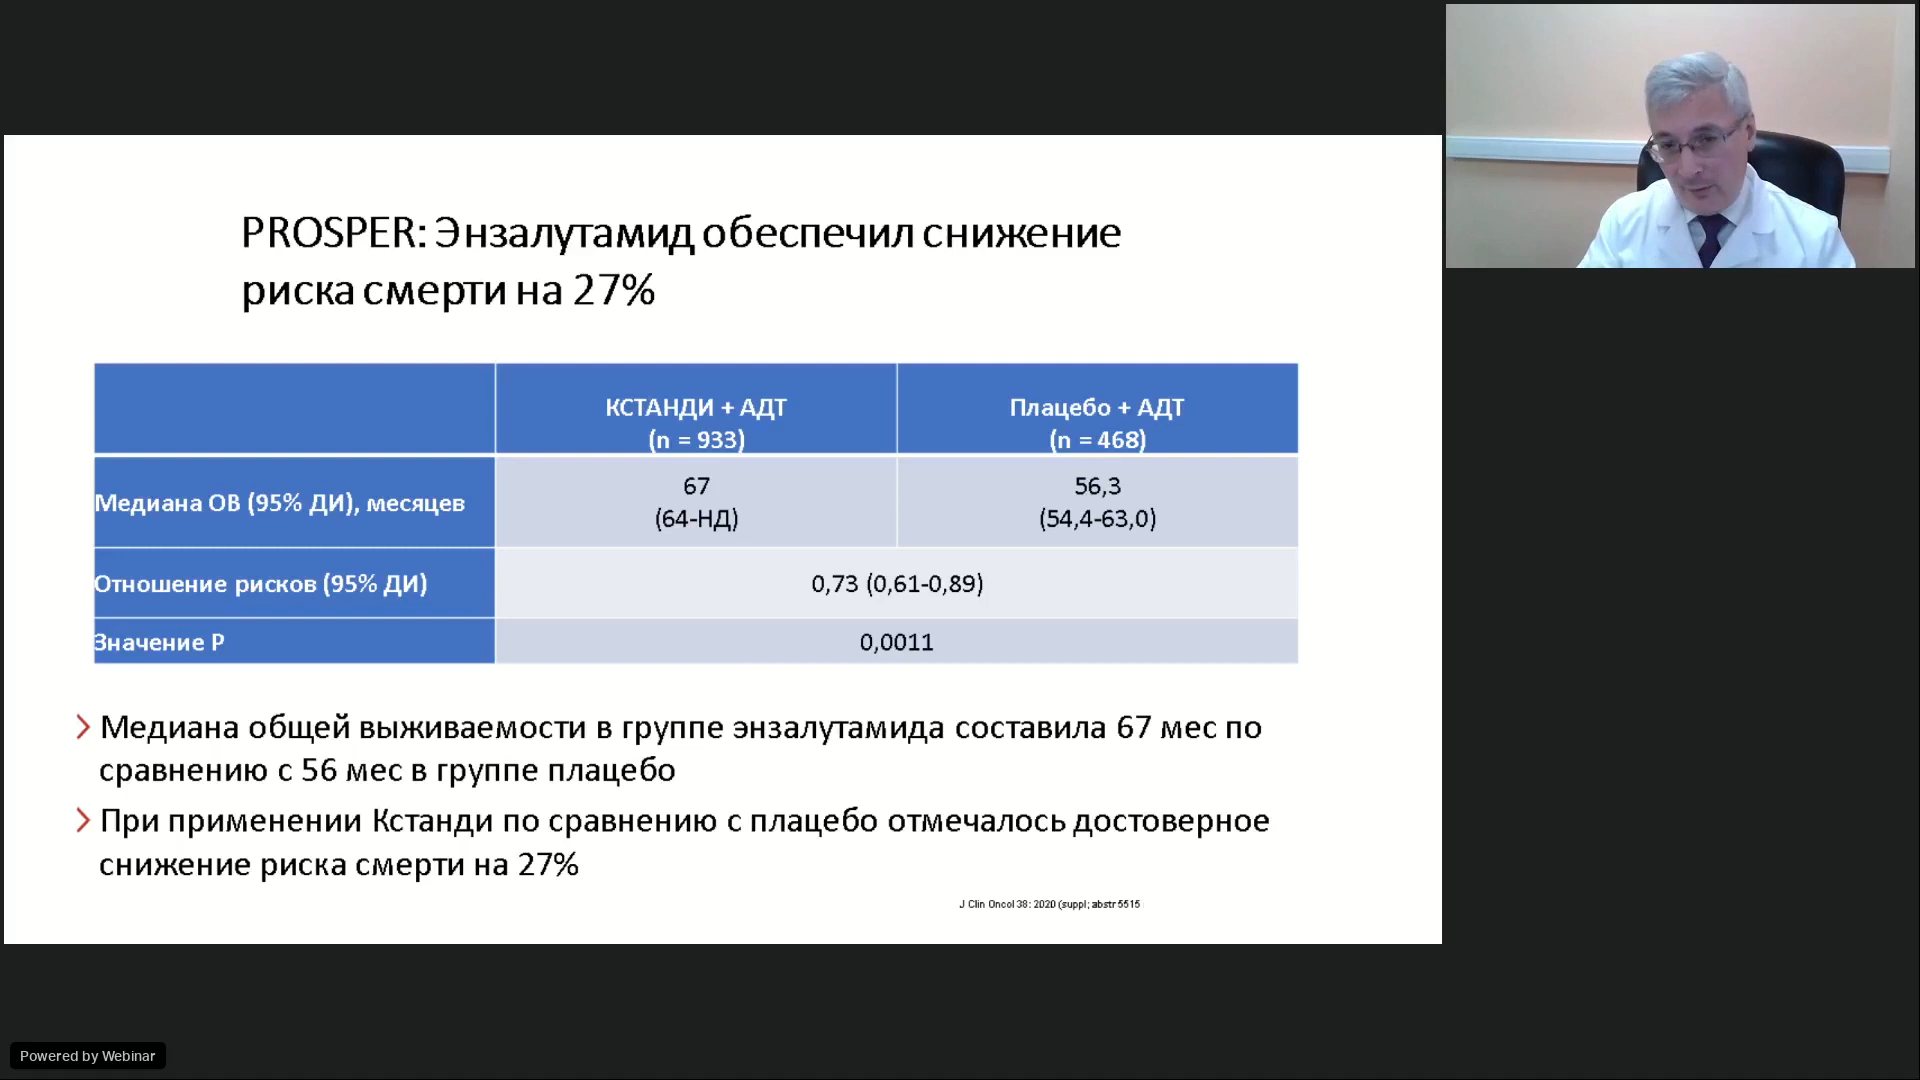 PROSPER: Энзалутамид обеспечил снижение
риска смерти на 27%
КСТАНДИ + АДТ
(n = 933)
Плацебо + АДТ
(n = 468)
Медиана ОВ (95% ДИ), месяцев
67
(64-НД)
56,3
(54,4-63,0)
Отношение рисков (95% ДИ)
0,73 (0,61-0,89)
Значение P
0,0011
Медиана общей выживаемости в группе энзалутамида составила 67 мес по
сравнению с 56 мес в группе плацебо
При применении Кстанди по сравнению с плацебо отмечалось достоверное
снижение риска смерти на 27%
J Clin Oncol 38: 2020 (suppl; abstr 5515
Powered by Webinar